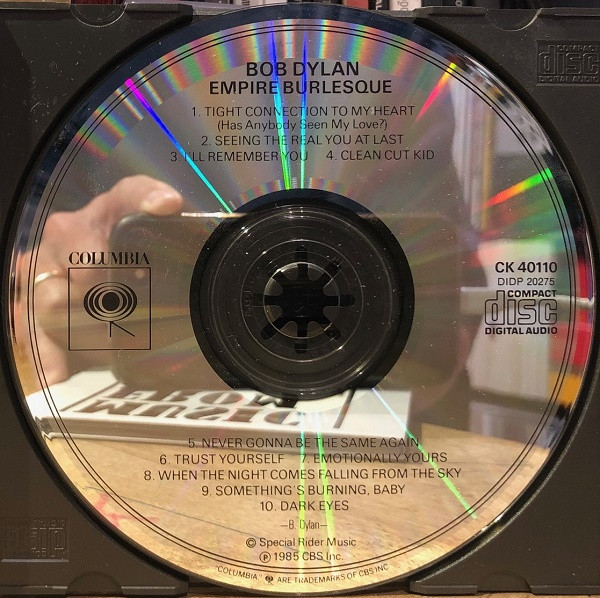 BOB DYLAN
EMPIRE BURLESQUE
1. TIGHT CONNECTION TO MY HEART
(Has Anybody Seen My Love?)
2. SEEING THE REAL YOU AT LAST
3. I'LL REMEMBER YOU 4. CLEAN CUT KID
COLUMBIA
CK 40110
DIDP 20275
COMPACT
disc
DIGITAL AUDIO
5. NEVER GONNA BE THE SAME AGAIN
6. TRUST YOURSELF 7. EMOTIONALLY YOURS
8. WHEN THE NIGHT COMES FALLING FROM THE SKY
9. SOMETHING'S BURNING, BABY
10. DARK EYES
—B. Dylan—
© Special Rider Music
℗ 1985 CBS Inc.
"COLUMBIA" ARE TRADEMARKS OF CBS INC
COMPACT
disc
DIGITAL AUDIO